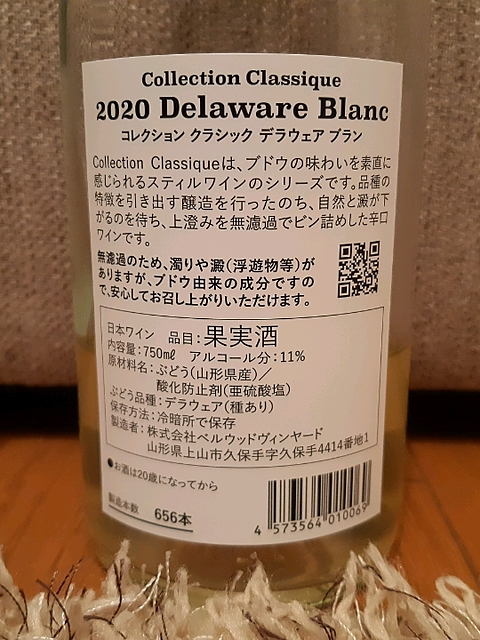 Collection Classique
2020 Delaware Blanc
コレクション クラシック デラウェア ブラン
Collection Classiqueは、ブドウの味わいを素直に
感じられるスティルワインのシリーズです。品種の
特徴を引き出す醸造を行ったのち、自然と澱が下
がるのを待ち、上澄みを無濾過でビン詰めした辛口
ワインです。
無濾過のため、濁りや澱(浮遊物等)が
ありますが、ブドウ由来の成分ですの
で、安心してお召し上がりいただけます。
日本ワイン 品目:果実酒
内容量:750mℓ アルコール分:11%
原材料名:ぶどう(山形県産)/
酸化防止剤(亜硫酸塩)
ぶどう品種:デラウェア(種あり)
保存方法:冷暗所で保存
製造者:株式会社ベルウッドヴィンヤード
山形県上山市久保手字久保手4414番地1
●お酒は20歳になってから
製造本数 656本
4 573564 010069